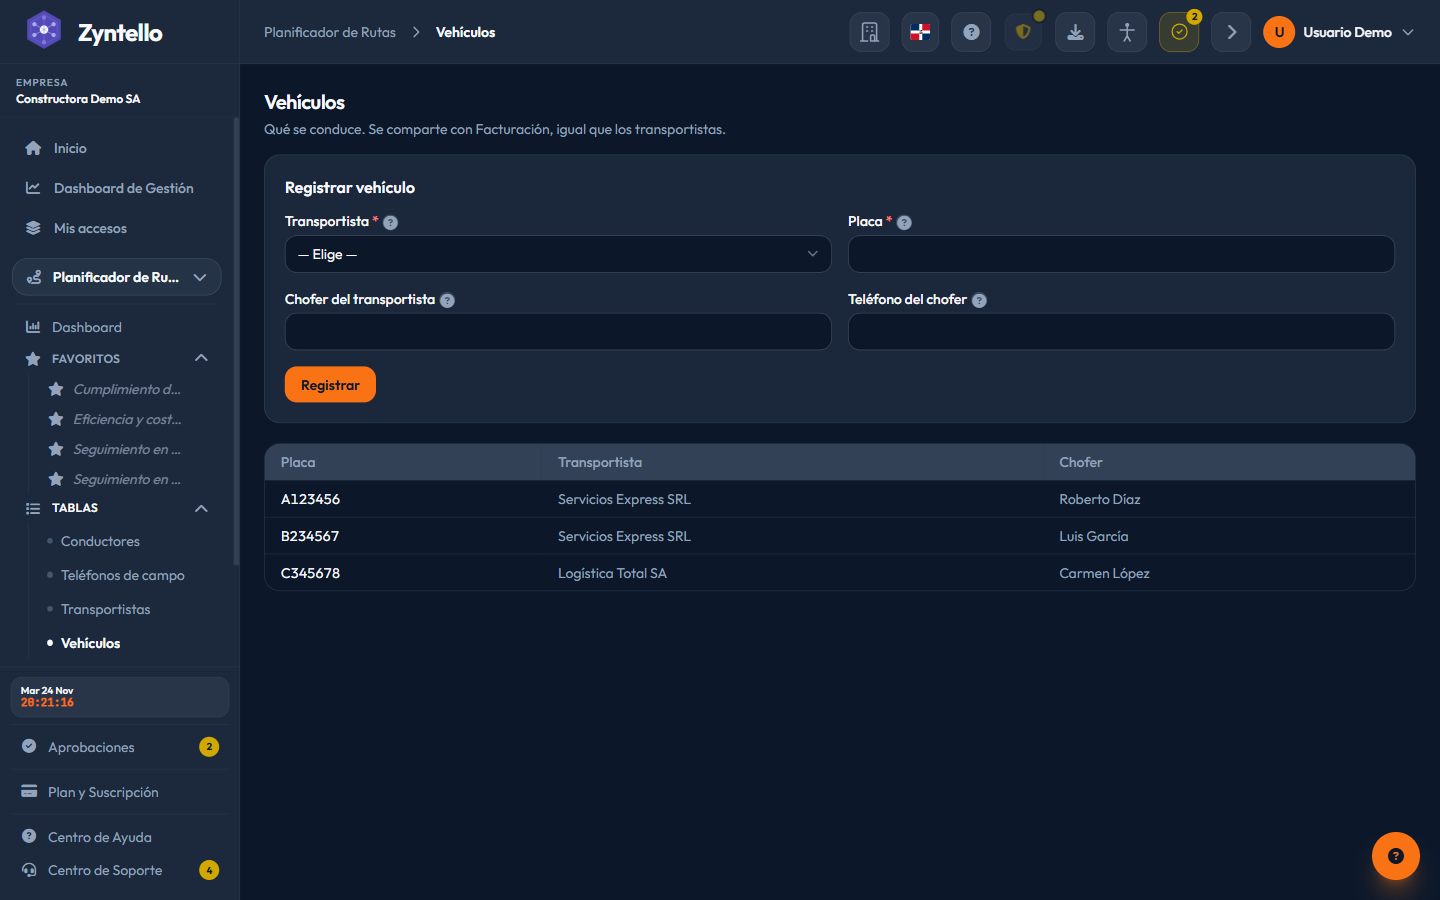 Zyntello
Planificador de Rutas > Vehículos
2
U
Usuario Demo
EMPRESA
Constructora Demo SA
Inicio
Dashboard de Gestión
Mis accesos
Planificador de Ru...
Dashboard
FAVORITOS
Cumplimiento d...
Eficiencia y cost...
Seguimiento en ...
Seguimiento en ...
TABLAS
Conductores
Teléfonos de campo
Transportistas
Vehículos
Mar 24 Nov
20:21:16
Aprobaciones 2
Plan y Suscripción
Centro de Ayuda
Centro de Soporte 4
Vehículos
Qué se conduce. Se comparte con Facturación, igual que los transportistas.
Registrar vehículo
Transportista * ?
Placa * ?
— Elige —
Chofer del transportista ?
Teléfono del chofer ?
Registrar
Placa Transportista Chofer
A123456 Servicios Express SRL Roberto Díaz
B234567 Servicios Express SRL Luis García
C345678 Logística Total SA Carmen López
?